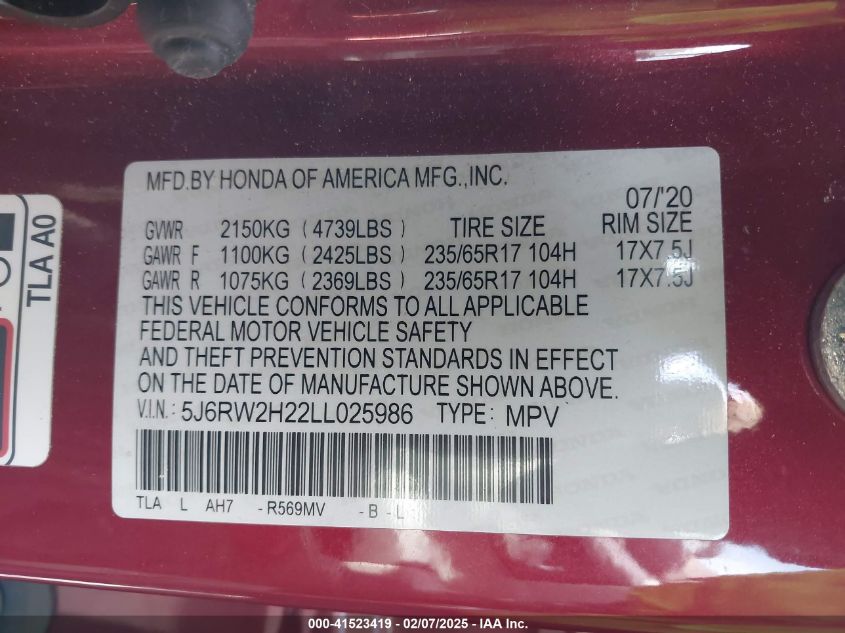 MFD.BY HONDA OF AMERICA MFG.,INC.
07/'20
GVWR 2150KG (4739LBS) TIRE SIZE RIM SIZE
GAWR F 1100KG (2425LBS) 235/65R17 104H 17X7.5J
GAWR R 1075KG (2369LBS) 235/65R17 104H 17X7.5J
THIS VEHICLE CONFORMS TO ALL APPLICABLE
FEDERAL MOTOR VEHICLE SAFETY
AND THEFT PREVENTION STANDARDS IN EFFECT
ON THE DATE OF MANUFACTURE SHOWN ABOVE.
V.I.N.: 5J6RW2H22LL025986 TYPE: MPV
TLA L AH7 -R569MV -B -L
TLA A0
000-41523419 - 02/07/2025 - IAA Inc.